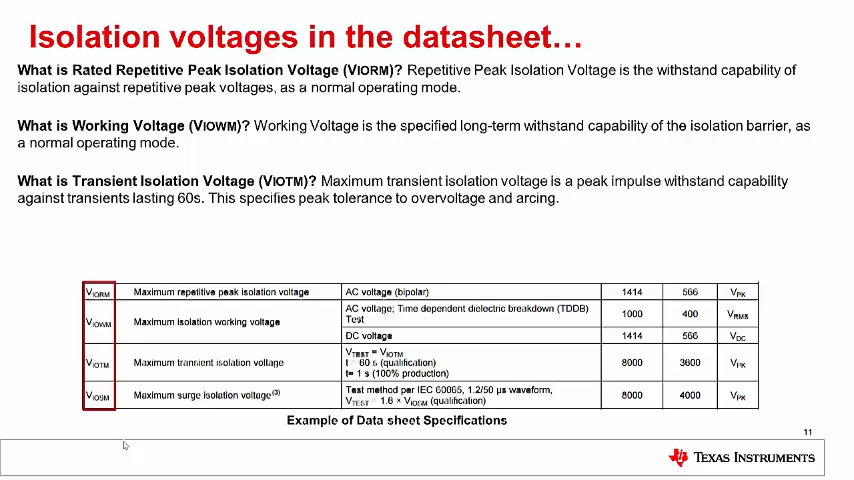 Isolation voltages in the datasheet…
What is Rated Repetitive Peak Isolation Voltage (VIORM)? Repetitive Peak Isolation Voltage is the withstand capability of
isolation against repetitive peak voltages, as a normal operating mode.
What is Working Voltage (VIOWM)? Working Voltage is the specified long-term withstand capability of the isolation barrier, as
a normal operating mode.
What is Transient Isolation Voltage (VIOTM)? Maximum transient isolation voltage is a peak impulse withstand capability
against transients lasting 60s. This specifies peak tolerance to overvoltage and arcing.
VIORM Maximum repetitive peak isolation voltage AC voltage (bipolar) 1414 566 VPK
VIOWM Maximum isolation working voltage AC voltage; Time dependent dielectric breakdown (TDDB)
Test 1000 400 VRMS
DC voltage 1414 566 VDC
VIOTM Maximum transient isolation voltage VTEST = VIOTM
t = 60 s (qualification)
t= 1 s (100% production) 8000 3600 VPK
VIOSM Maximum surge isolation voltage(3) Test method per IEC 60065, 1.2/50 µs waveform,
VTEST = 1.6 × VIOSM (qualification) 8000 4000 VPK
Example of Data sheet Specifications
11
TEXAS INSTRUMENTS